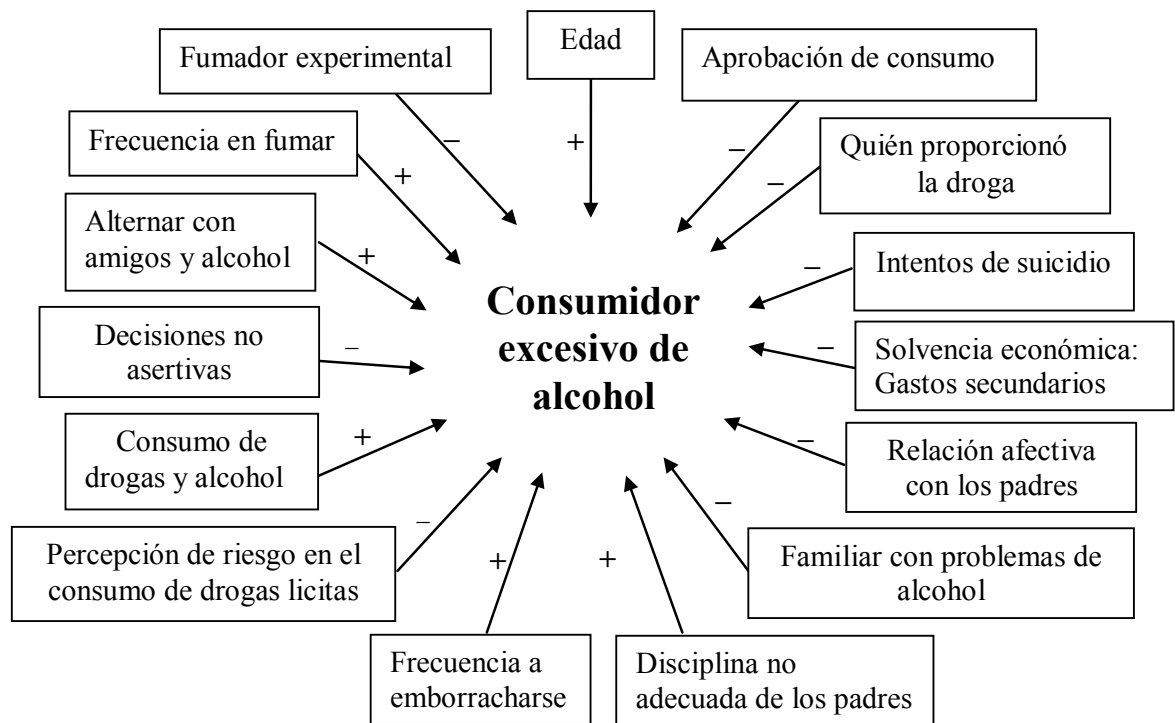 Edad
Fumador experimental
Aprobación de consumo
Frecuencia en fumar
Quién proporcionó
la droga
Alternar con
amigos y alcohol
Intentos de suicidio
Decisiones no
asertivas
Solvencia económica:
Gastos secundarios
Consumo de
drogas y alcohol
Relación afectiva
con los padres
Percepción de riesgo en el
consumo de drogas licitas
Familiar con problemas de
alcohol
Frecuencia a
emborracharse
Disciplina no
adecuada de los padres
Consumidor
excesivo de
alcohol
+
–
–
+
–
+
–
–
–
+
–
–
–
+
+